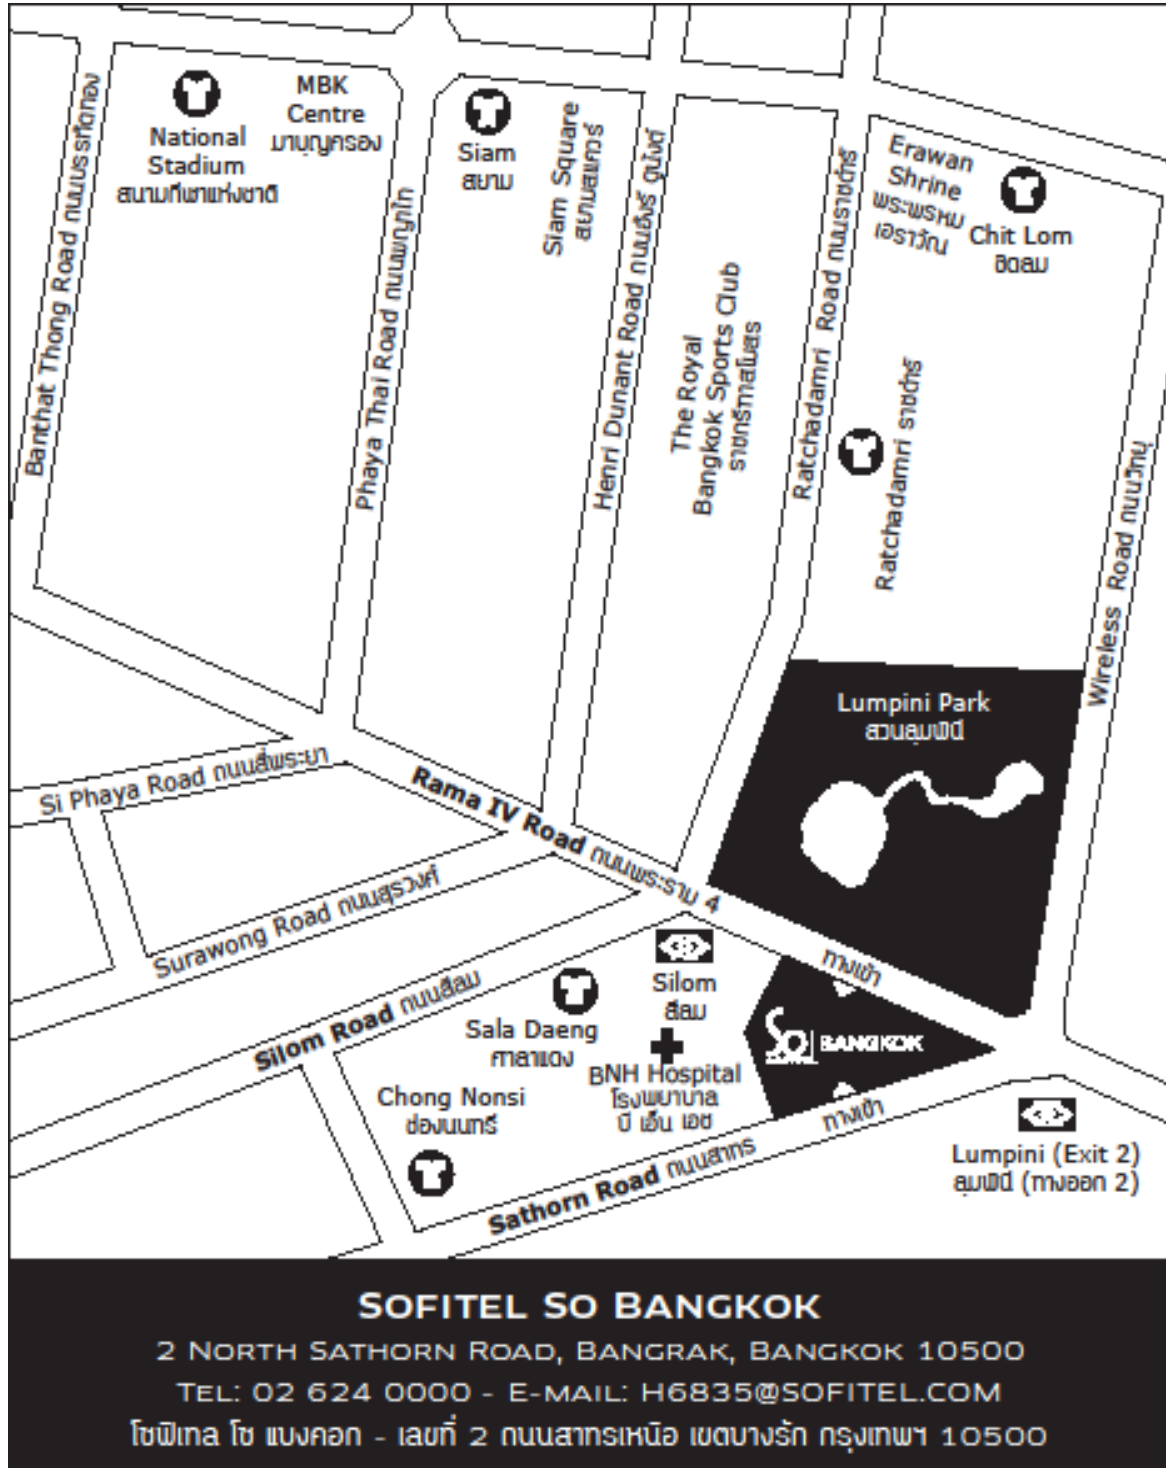 National
Stadium
สนามกีฬาแห่งชาติ
MBK
Centre
มาบุญครอง
Siam
สยาม
Siam Square
สยามสแควร์
Erawan
Shrine
พระพรหม
เอราวัณ
Chit Lom
ชิดลม
Banthat Thong Road ถนนบรรทัดทอง
Phaya Thai Road ถนนพญาไท
Henri Dunant Road ถนนอังรี ดูนังต์
The Royal
Bangkok Sports Club
ราชกรีฑาสโมสร
Ratchadamri Road ถนนราชดำริ
Ratchadamri ราชดำริ
Wireless Road ถนนวิทยุ
Lumpini Park
สวนลุมพินี
Si Phaya Road ถนนสี่พระยา
Rama IV Road ถนนพระราม 4
Surawong Road ถนนสุรวงศ์
Silom Road ถนนสีลม
Silom
สีลม
ทางเข้า
Sala Daeng
ศาลาแดง
SO BANGKOK
BNH Hospital
โรงพยาบาล
บี เอ็น เอช
Chong Nonsi
ช่องนนทรี
ทางเข้า
Sathorn Road ถนนสาทร
Lumpini (Exit 2)
ลุมพินี (ทางออก 2)
SOFITEL SO BANGKOK
2 NORTH SATHORN ROAD, BANGRAK, BANGKOK 10500
TEL: 02 624 0000 - E-MAIL: H6835@SOFITEL.COM
โซฟิเทล โซ แบงคอก - เลขที่ 2 ถนนสาทรเหนือ เขตบางรัก กรุงเทพฯ 10500